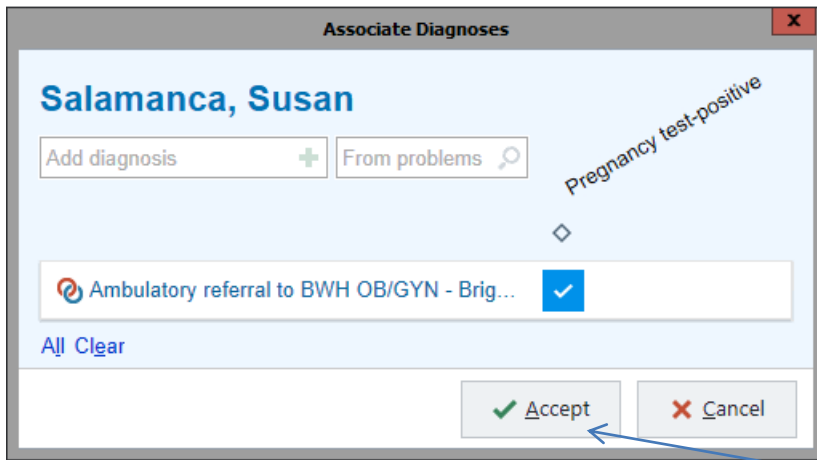 Associate Diagnoses
x
Salamanca, Susan
Pregnancy test-positive
Add diagnosis
From problems
Ambulatory referral to BWH OB/GYN - Brig...
All Clear
Accept
Cancel